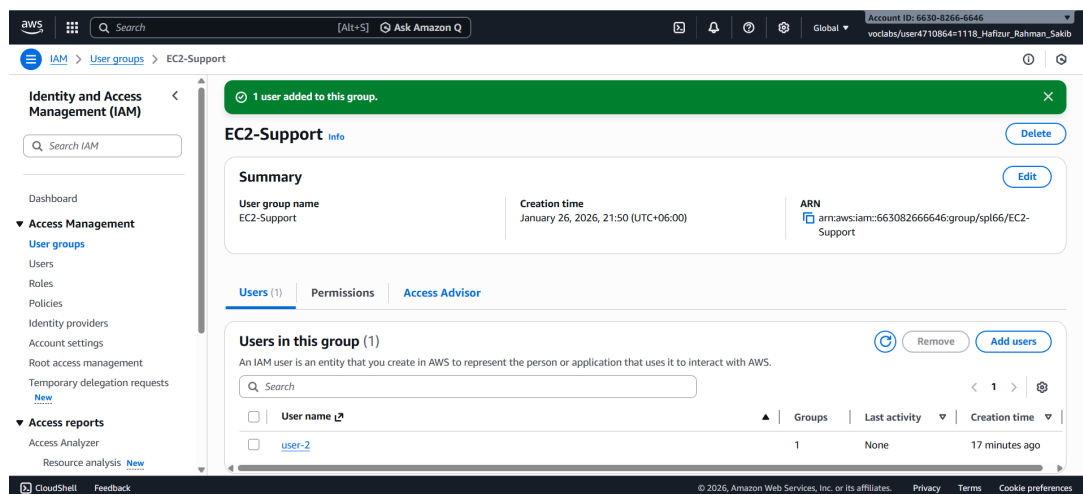 aws
Search [Alt+S] Ask Amazon Q Global Account ID: 6630-8266-6646
voclabs/user4710864=1118_Hafizur_Rahman_Sakib
IAM > User groups > EC2-Support
Identity and Access Management (IAM)
Search IAM
Dashboard
Access Management
User groups
Users
Roles
Policies
Identity providers
Account settings
Root access management
Temporary delegation requests
New
Access reports
Access Analyzer
Resource analysis New
1 user added to this group.
EC2-Support Info
Delete
Summary
Edit
User group name
EC2-Support
Creation time
January 26, 2026, 21:50 (UTC+06:00)
ARN
arn:aws:iam::663082666646:group/spl66/EC2-
Support
Users (1) Permissions Access Advisor
Users in this group (1)
Remove Add users
An IAM user is an entity that you create in AWS to represent the person or application that uses it to interact with AWS.
Search
1
User name Groups Last activity Creation time
user-2 1 None 17 minutes ago
CloudShell Feedback © 2026, Amazon Web Services, Inc. or its affiliates. Privacy Terms Cookie preferences